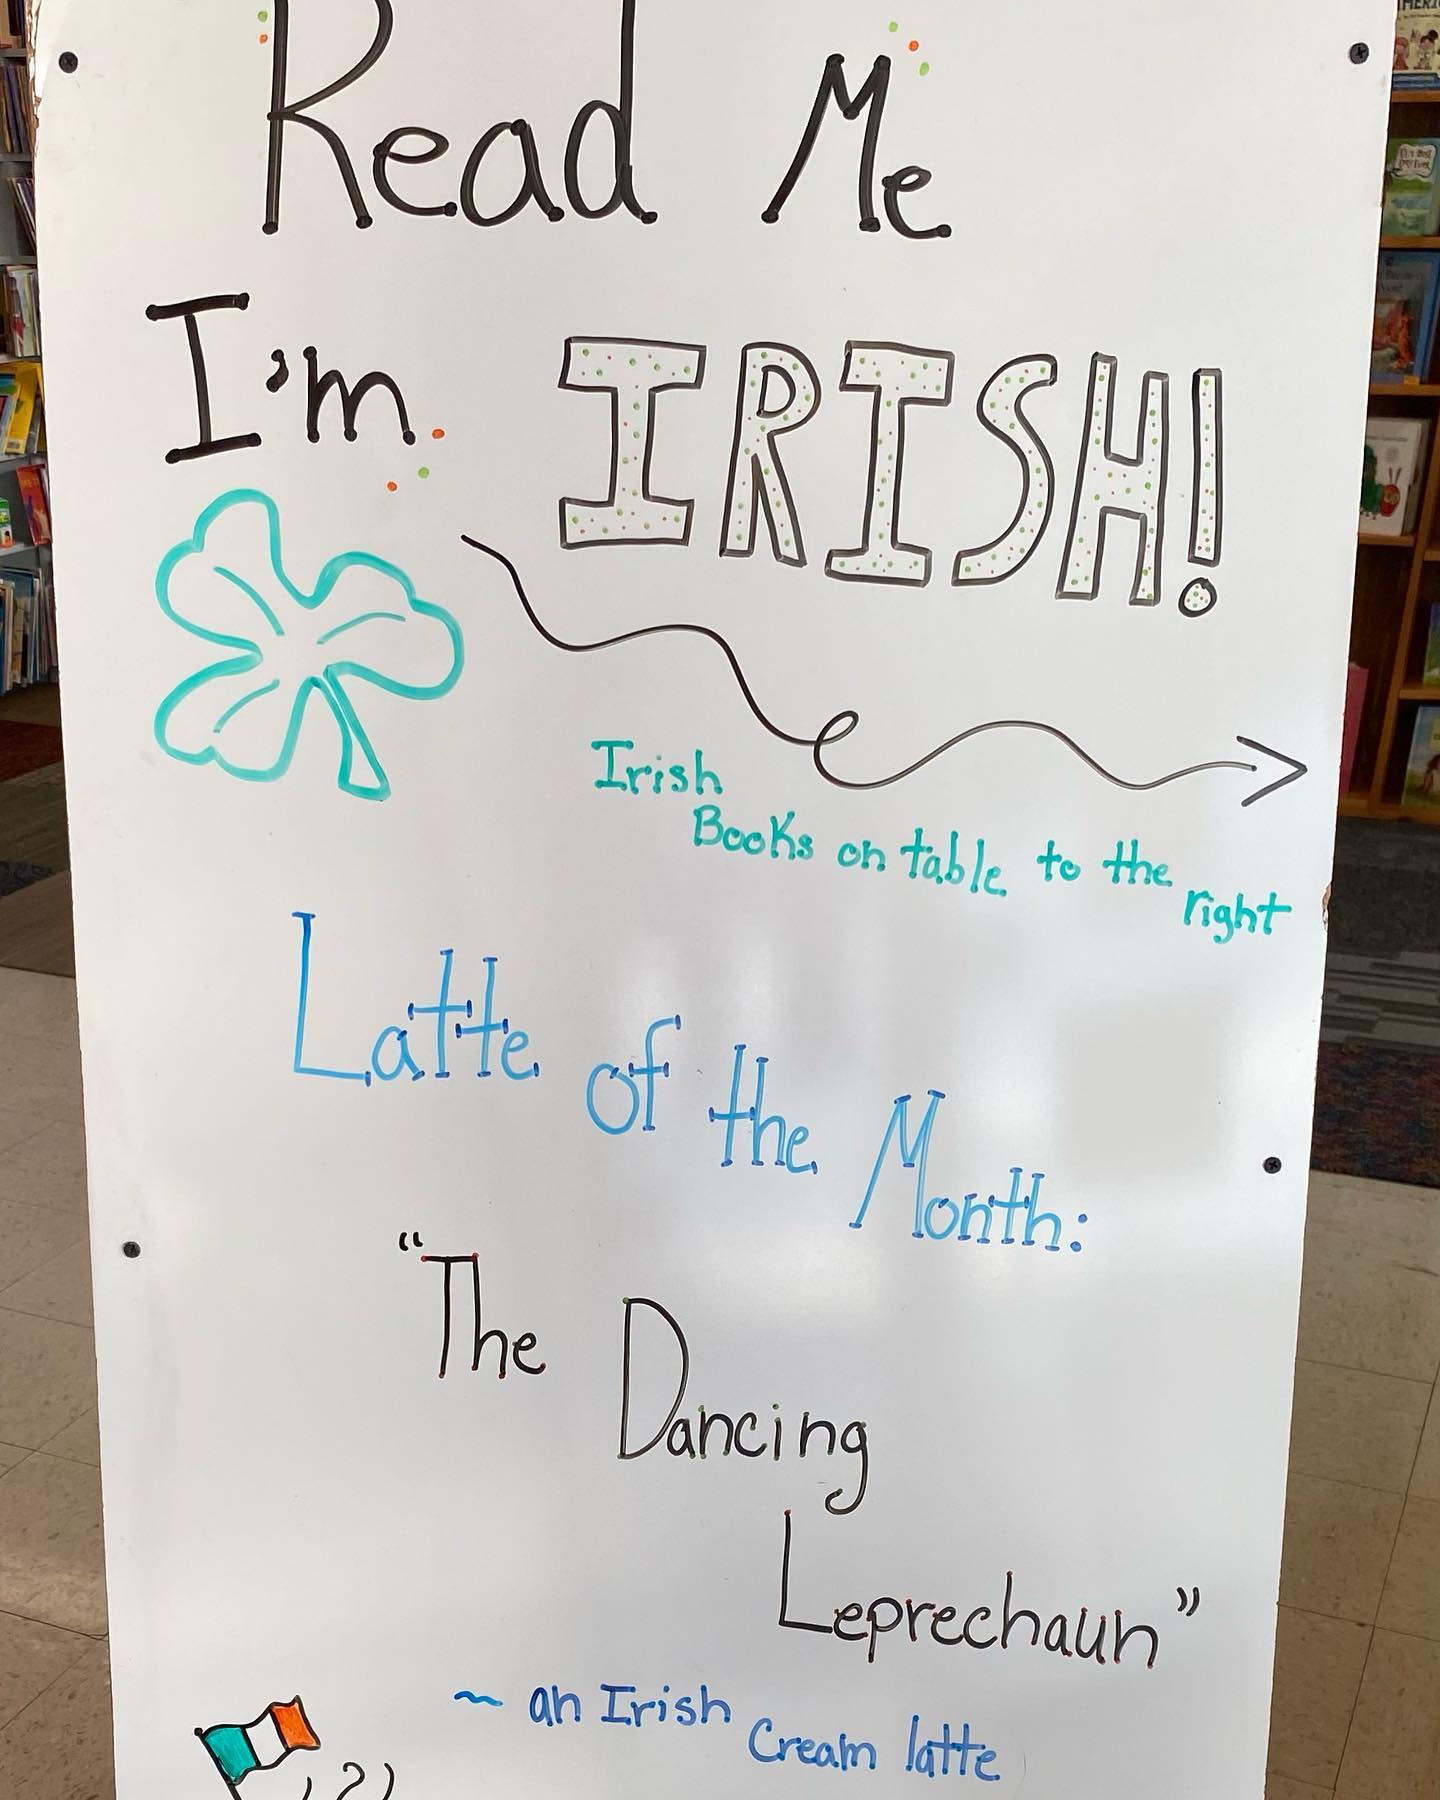 Read Me
I'm IRISH!
Irish
Books on table to the
right
Latte of the Month:
"The Dancing
Leprechaun"
~ an Irish
Cream latte